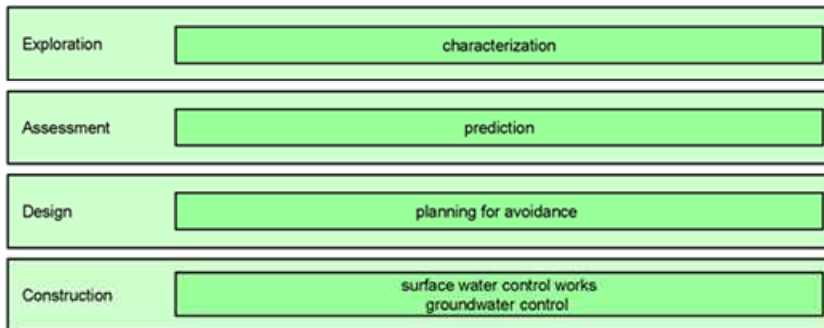 Exploration
characterization
Assessment
prediction
Design
planning for avoidance
Construction
surface water control works
groundwater control